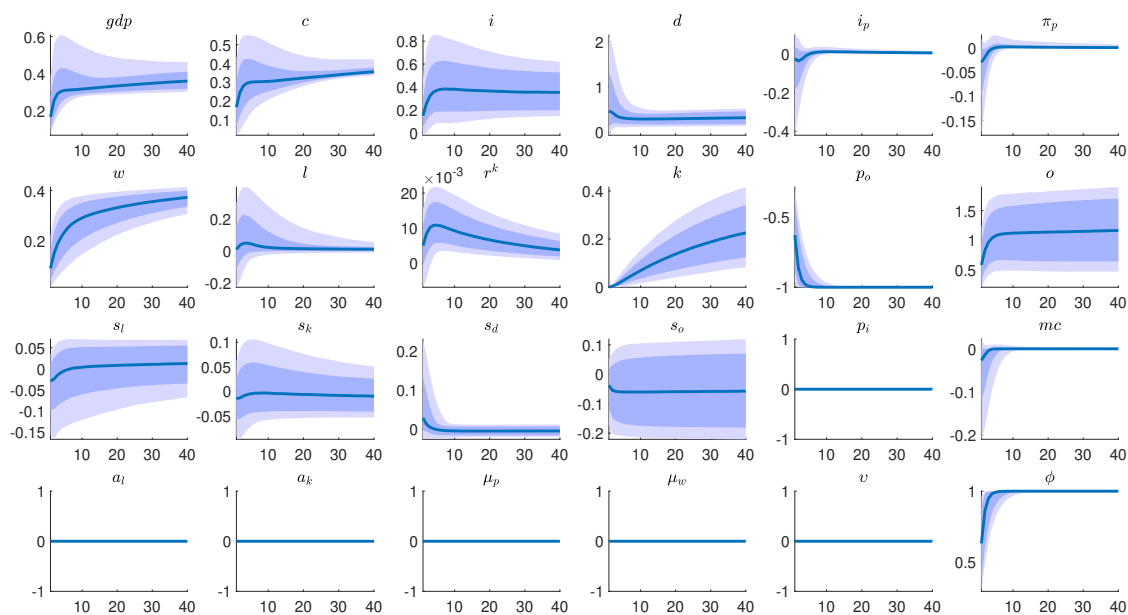 gdp c i d i_p π_p
0.6 0.5 0.8 2 0 0
0.4 0.4 0.6 1 -0.2 -0.05
0.2 0.3 0.4 0 -0.4 -0.1
0.2 0.2 -0.15
0.1 0
10 20 30 40 10 20 30 40 10 20 30 40 10 20 30 40 10 20 30 40 10 20 30 40
w l r^k k p_o o
×10^-3
0.4 0.2 20 0.4 -0.5 1.5
0.2 0 10 0.2 -1 1
-0.2 0 0 0.5
10 20 30 40 10 20 30 40 10 20 30 40 10 20 30 40 10 20 30 40 10 20 30 40
s_l s_k s_d s_o p_i mc
0.05 0.1 0.2 0.1 1 0
0 0.05 0.1 0 0 -0.1
-0.05 0 0 -0.1 -1 -0.2
-0.1 -0.05 -0.2
-0.15
10 20 30 40 10 20 30 40 10 20 30 40 10 20 30 40 10 20 30 40 10 20 30 40
a_l a_k μ_p μ_w υ ϕ
1 1 1 1 1 1
0 0 0 0 0 0.5
-1 -1 -1 -1 -1
10 20 30 40 10 20 30 40 10 20 30 40 10 20 30 40 10 20 30 40 10 20 30 40